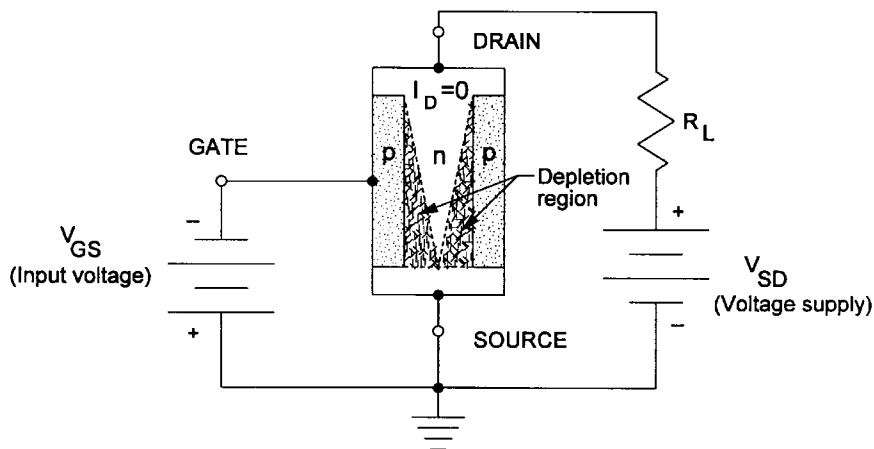 DRAIN
I_D=0
R_L
GATE
p
n
p
Depletion
region
V_GS
(Input voltage)
−
+
+
−
V_SD
(Voltage supply)
SOURCE